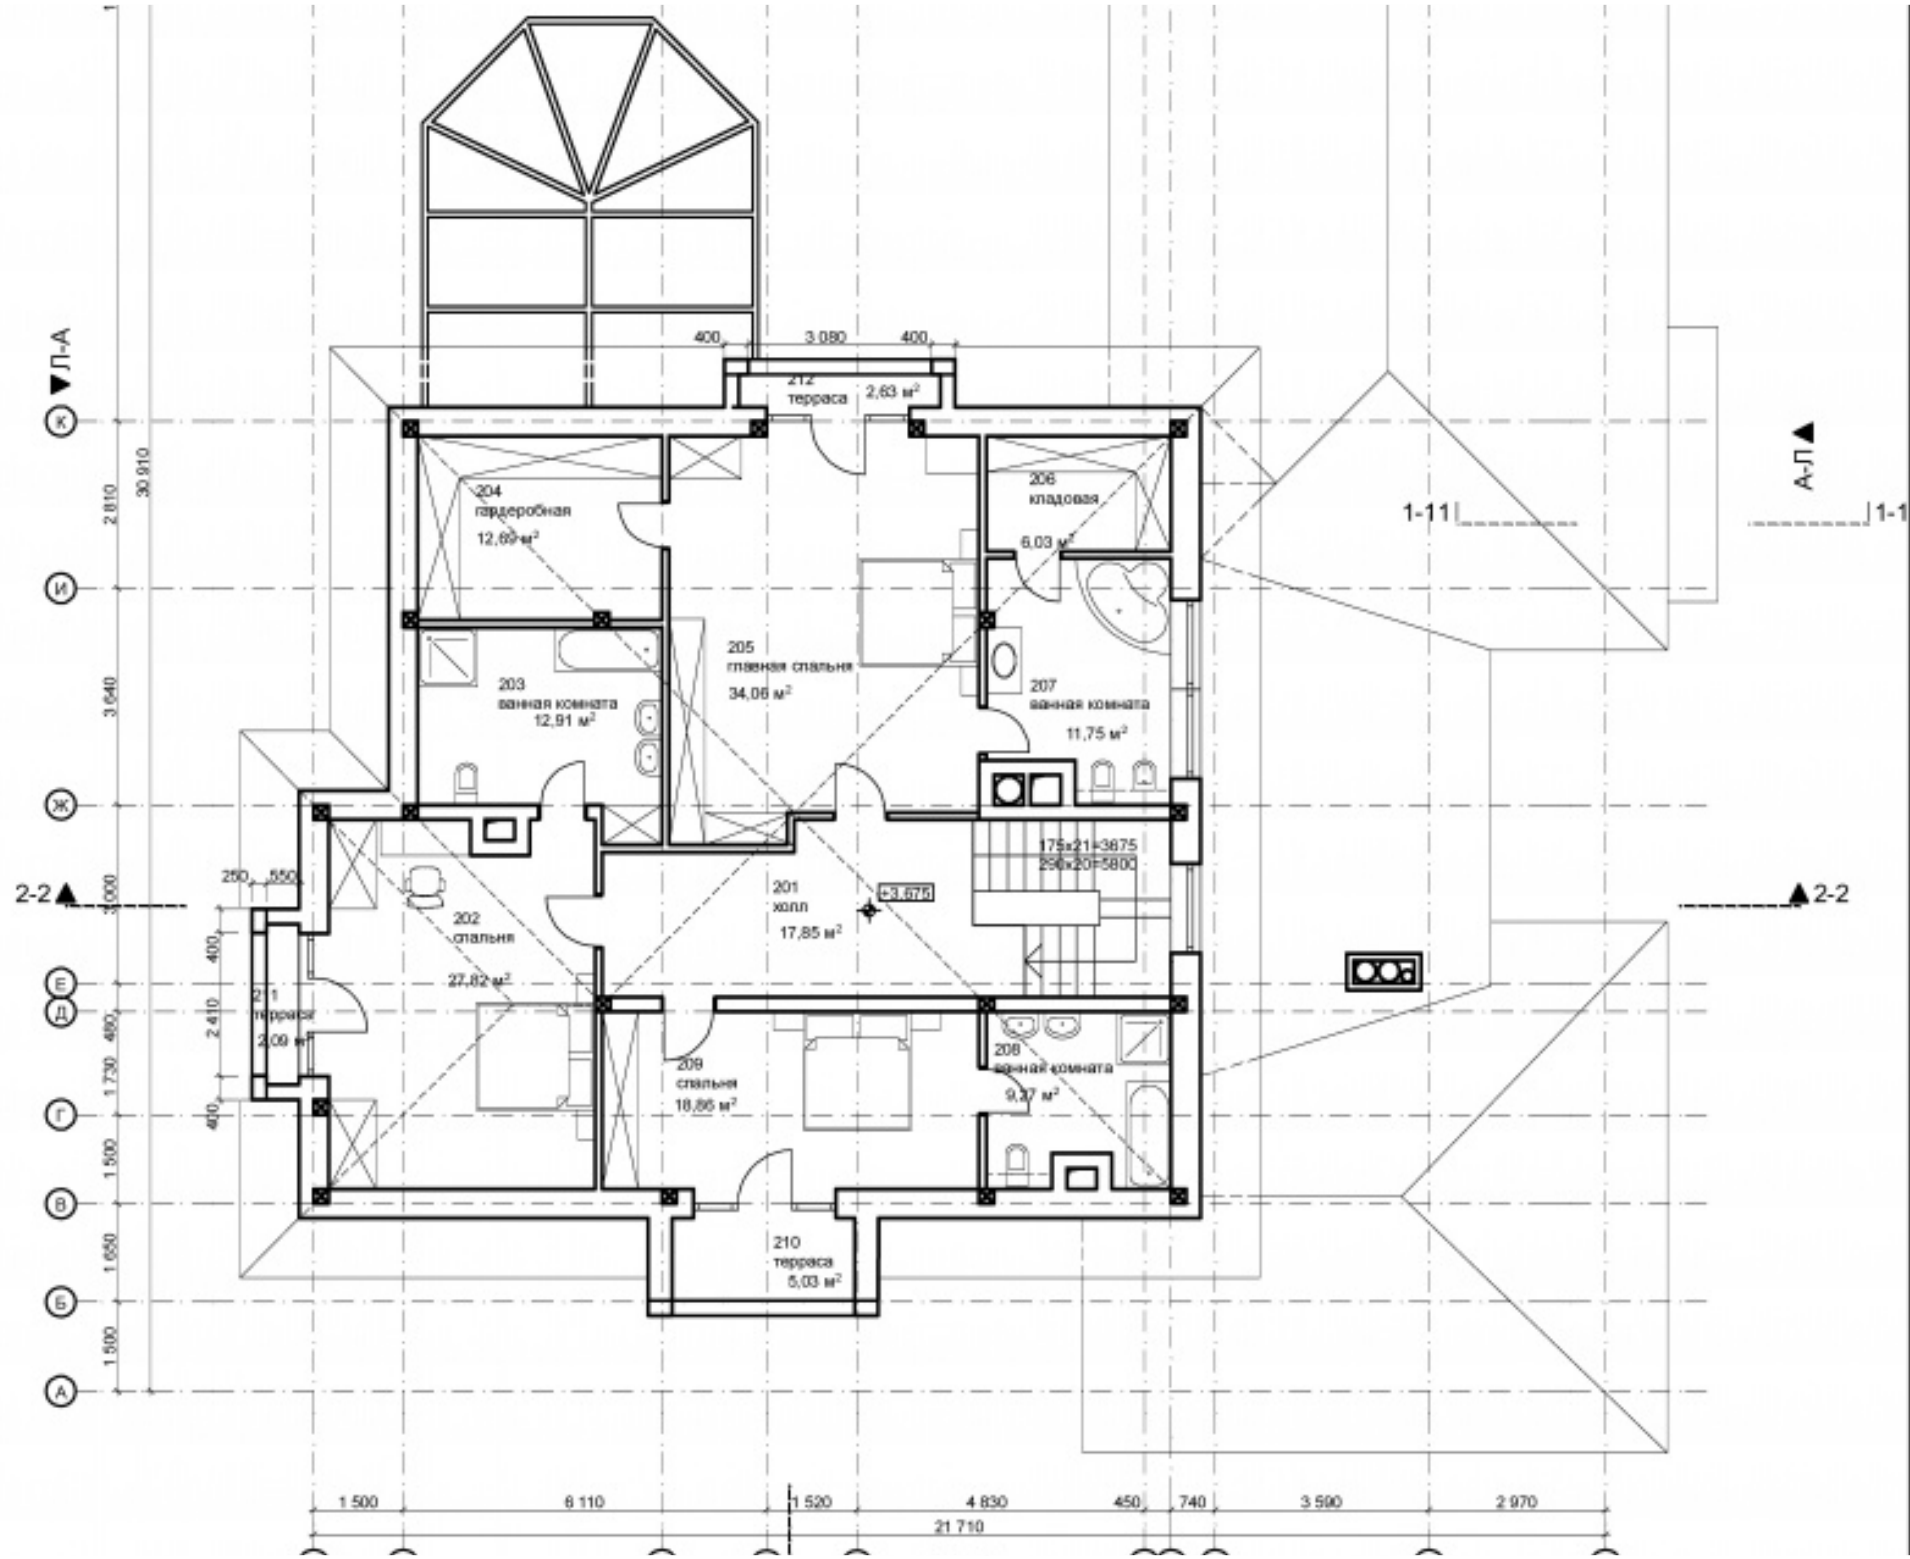 400
3 080
400
212
терраса
2,63 м²
Л-А
К
30 910
2 810
204
гардеробная
12,69 м²
206
кладовая
6,03 м²
А-Л
1-11
1-1
И
3 640
205
главная спальня
34,06 м²
203
ванная комната
12,91 м²
207
ванная комната
11,75 м²
Ж
175x21=3675
290x20=5800
250
550
2-2
3 000
201
холл
17,85 м²
+3.675
2-2
202
спальня
27,82 м²
400
Е
Д
211
терраса
2,09 м²
2 410
480
1 730
400
209
спальня
18,86 м²
208
ванная комната
9,27 м²
Г
1 500
В
1 650
210
терраса
5,03 м²
Б
1 500
А
1 500
6 110
1 520
4 830
450
740
3 590
2 970
21 710